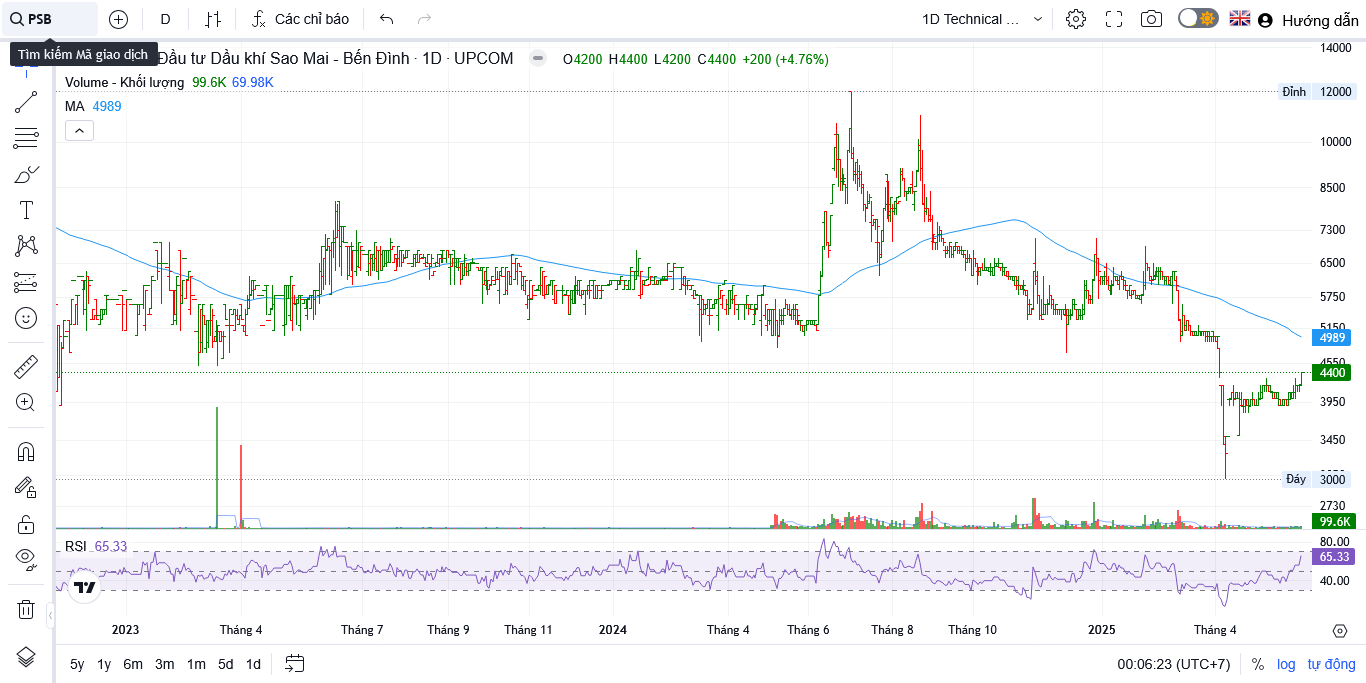 PSB
D
Các chỉ báo
1D Technical ...
Hướng dẫn
Tìm kiếm Mã giao dịch
Đầu tư Dầu khí Sao Mai - Bến Đình · 1D · UPCOM
O4200 H4400 L4200 C4400 +200 (+4.76%)
Volume - Khối lượng 99.6K 69.98K
MA 4989
14000
Đỉnh 12000
10000
8500
7300
6500
5750
5150
4989
4550
4400
3950
3450
Đáy 3000
2730
99.6K
RSI 65.33
80.00
65.33
40.00
2023 Tháng 4 Tháng 7 Tháng 9 Tháng 11 2024 Tháng 4 Tháng 6 Tháng 8 Tháng 10 2025 Tháng 4
5y 1y 6m 3m 1m 5d 1d
00:06:23 (UTC+7) % log tự động